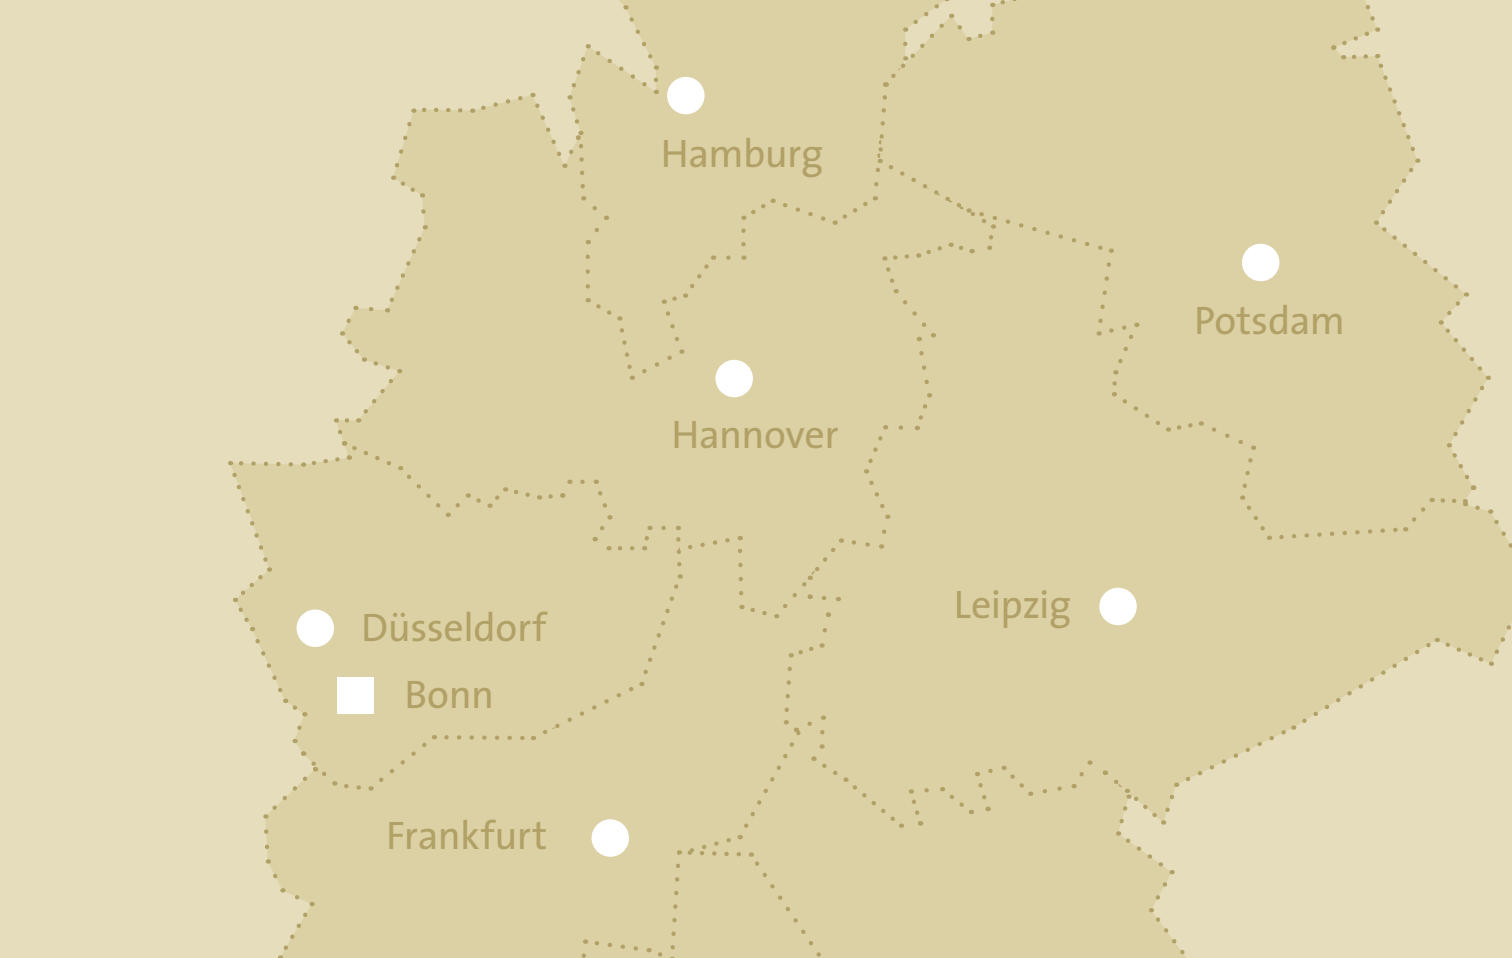 Hamburg
Potsdam
Hannover
Leipzig
Düsseldorf
Bonn
Frankfurt